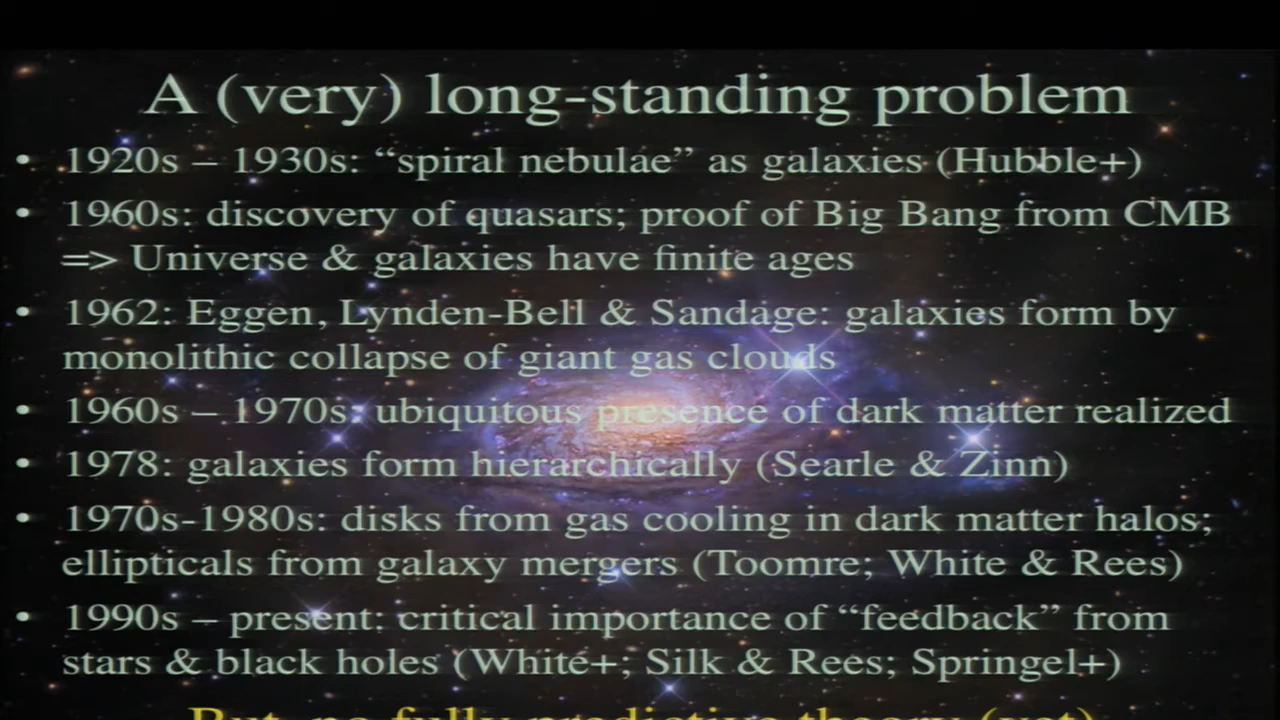 A (very) long-standing problem
• 1920s – 1930s: “spiral nebulae” as galaxies (Hubble+)
• 1960s: discovery of quasars; proof of Big Bang from CMB
=> Universe & galaxies have finite ages
• 1962: Eggen, Lynden-Bell & Sandage: galaxies form by
monolithic collapse of giant gas clouds
• 1960s – 1970s: ubiquitous presence of dark matter realized
• 1978: galaxies form hierarchically (Searle & Zinn)
• 1970s-1980s: disks from gas cooling in dark matter halos;
ellipticals from galaxy mergers (Toomre; White & Rees)
• 1990s – present: critical importance of “feedback” from
stars & black holes (White+; Silk & Rees; Springel+)
But, no fully predictive theory (yet)